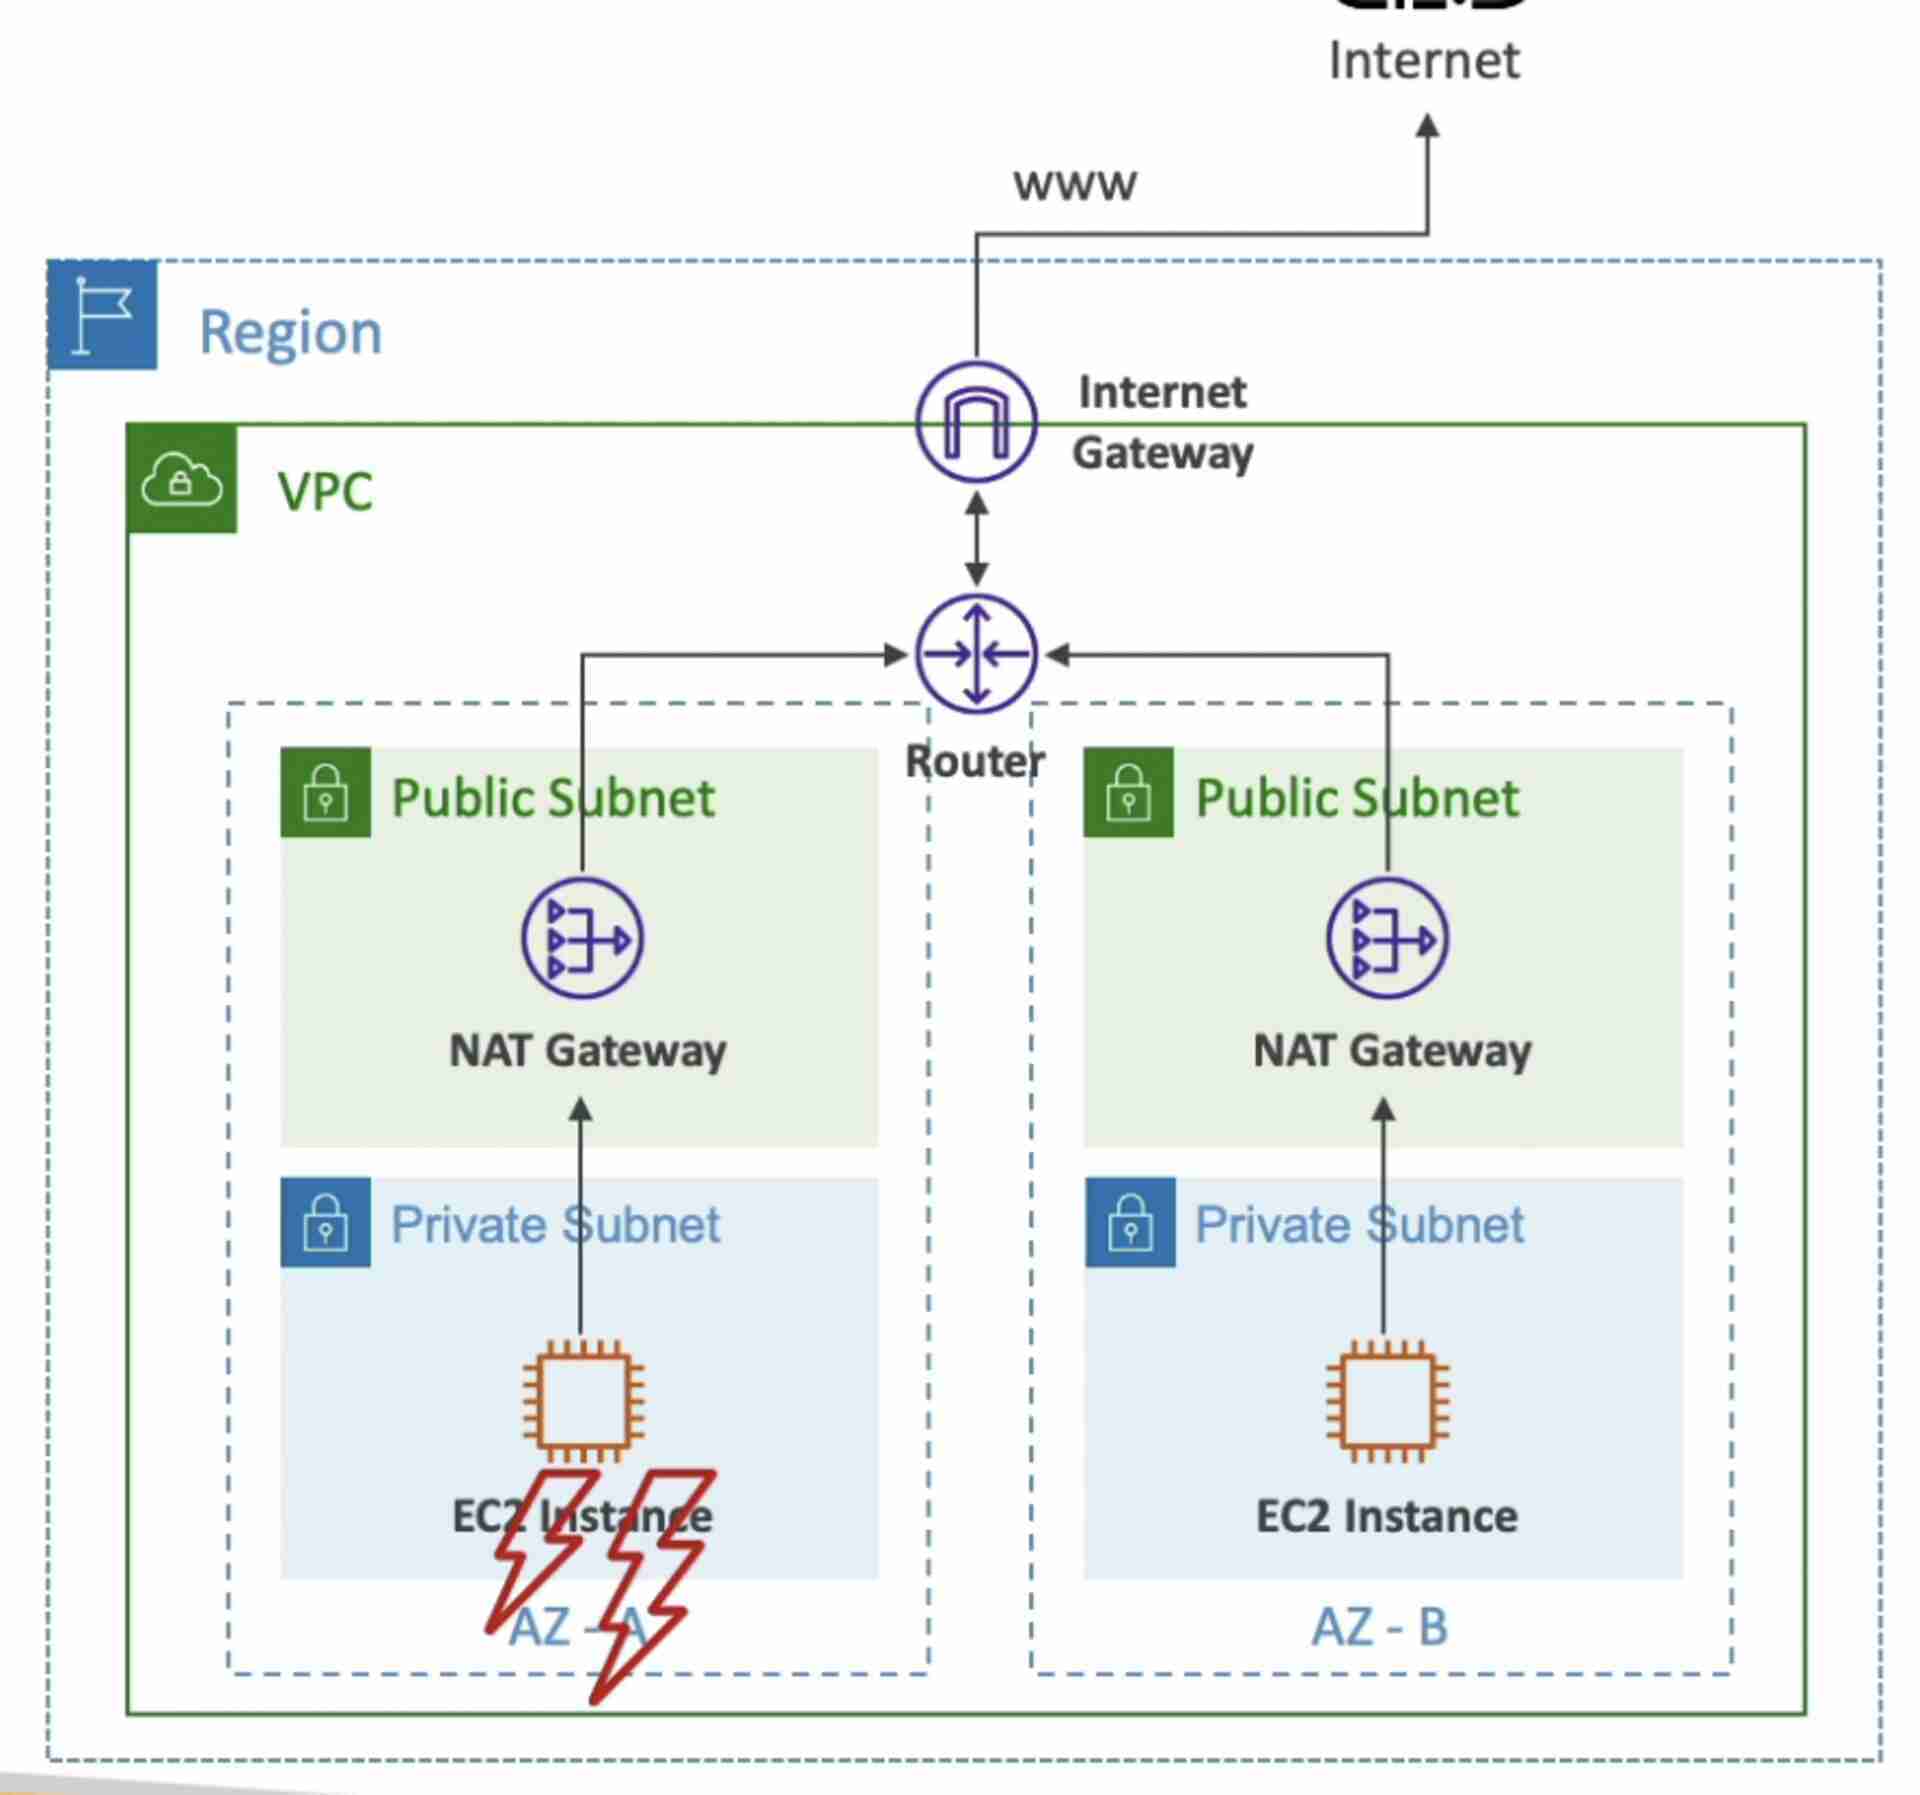 Internet
www
Region
Internet
Gateway
VPC
Router
Public Subnet
Public Subnet
NAT Gateway
NAT Gateway
Private Subnet
Private Subnet
EC2 Instance
EC2 Instance
AZ - A
AZ - B